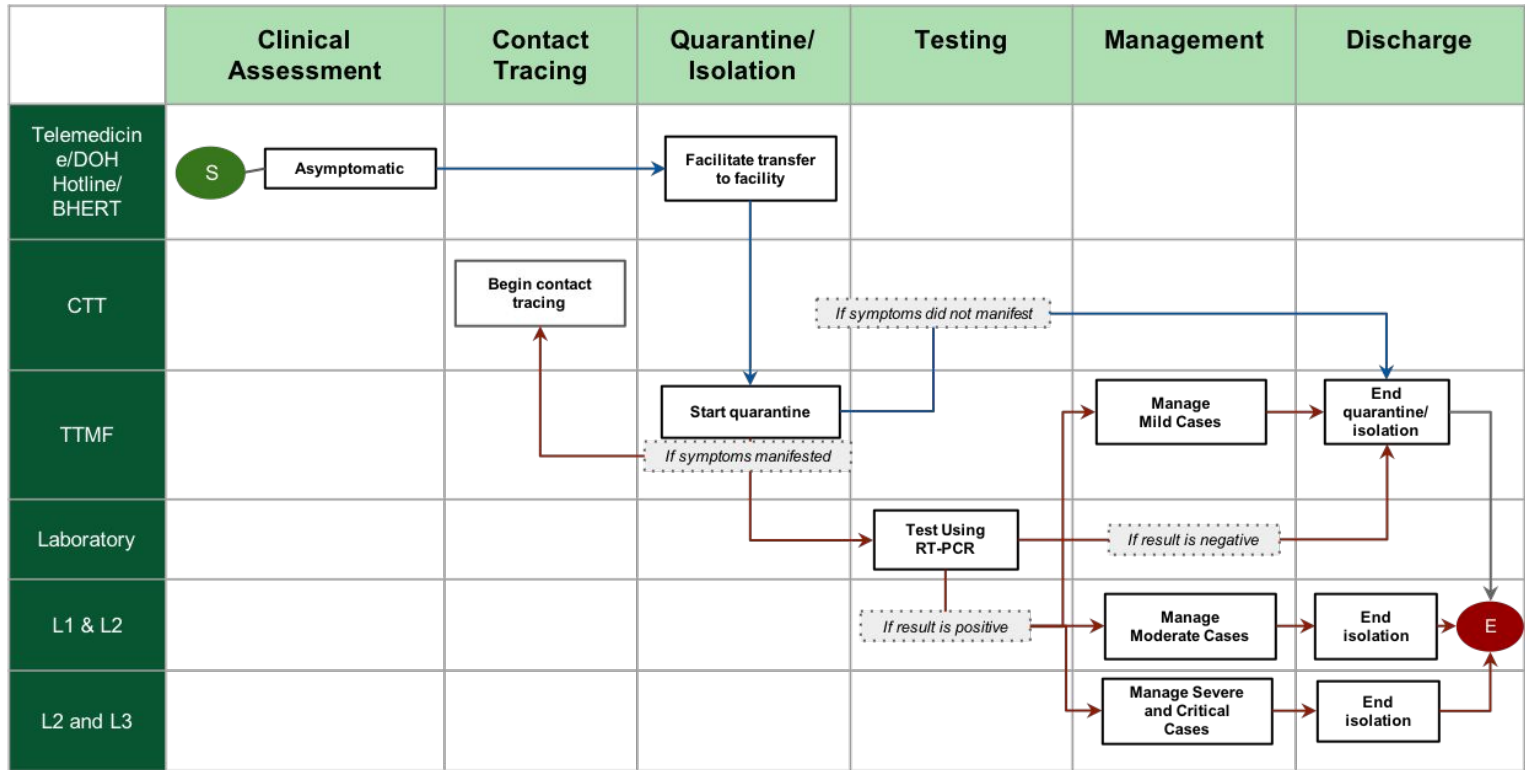 Clinical
Assessment
Contact
Tracing
Quarantine/
Isolation
Testing
Management
Discharge
Telemedicin
e/DOH
Hotline/
BHERT
S
Asymptomatic
Facilitate transfer
to facility
CTT
Begin contact
tracing
If symptoms did not manifest
TTMF
Start quarantine
If symptoms manifested
Manage
Mild Cases
End
quarantine/
isolation
Laboratory
Test Using
RT-PCR
If result is negative
L1 & L2
If result is positive
Manage
Moderate Cases
End
isolation
E
L2 and L3
Manage Severe
and Critical
Cases
End
isolation